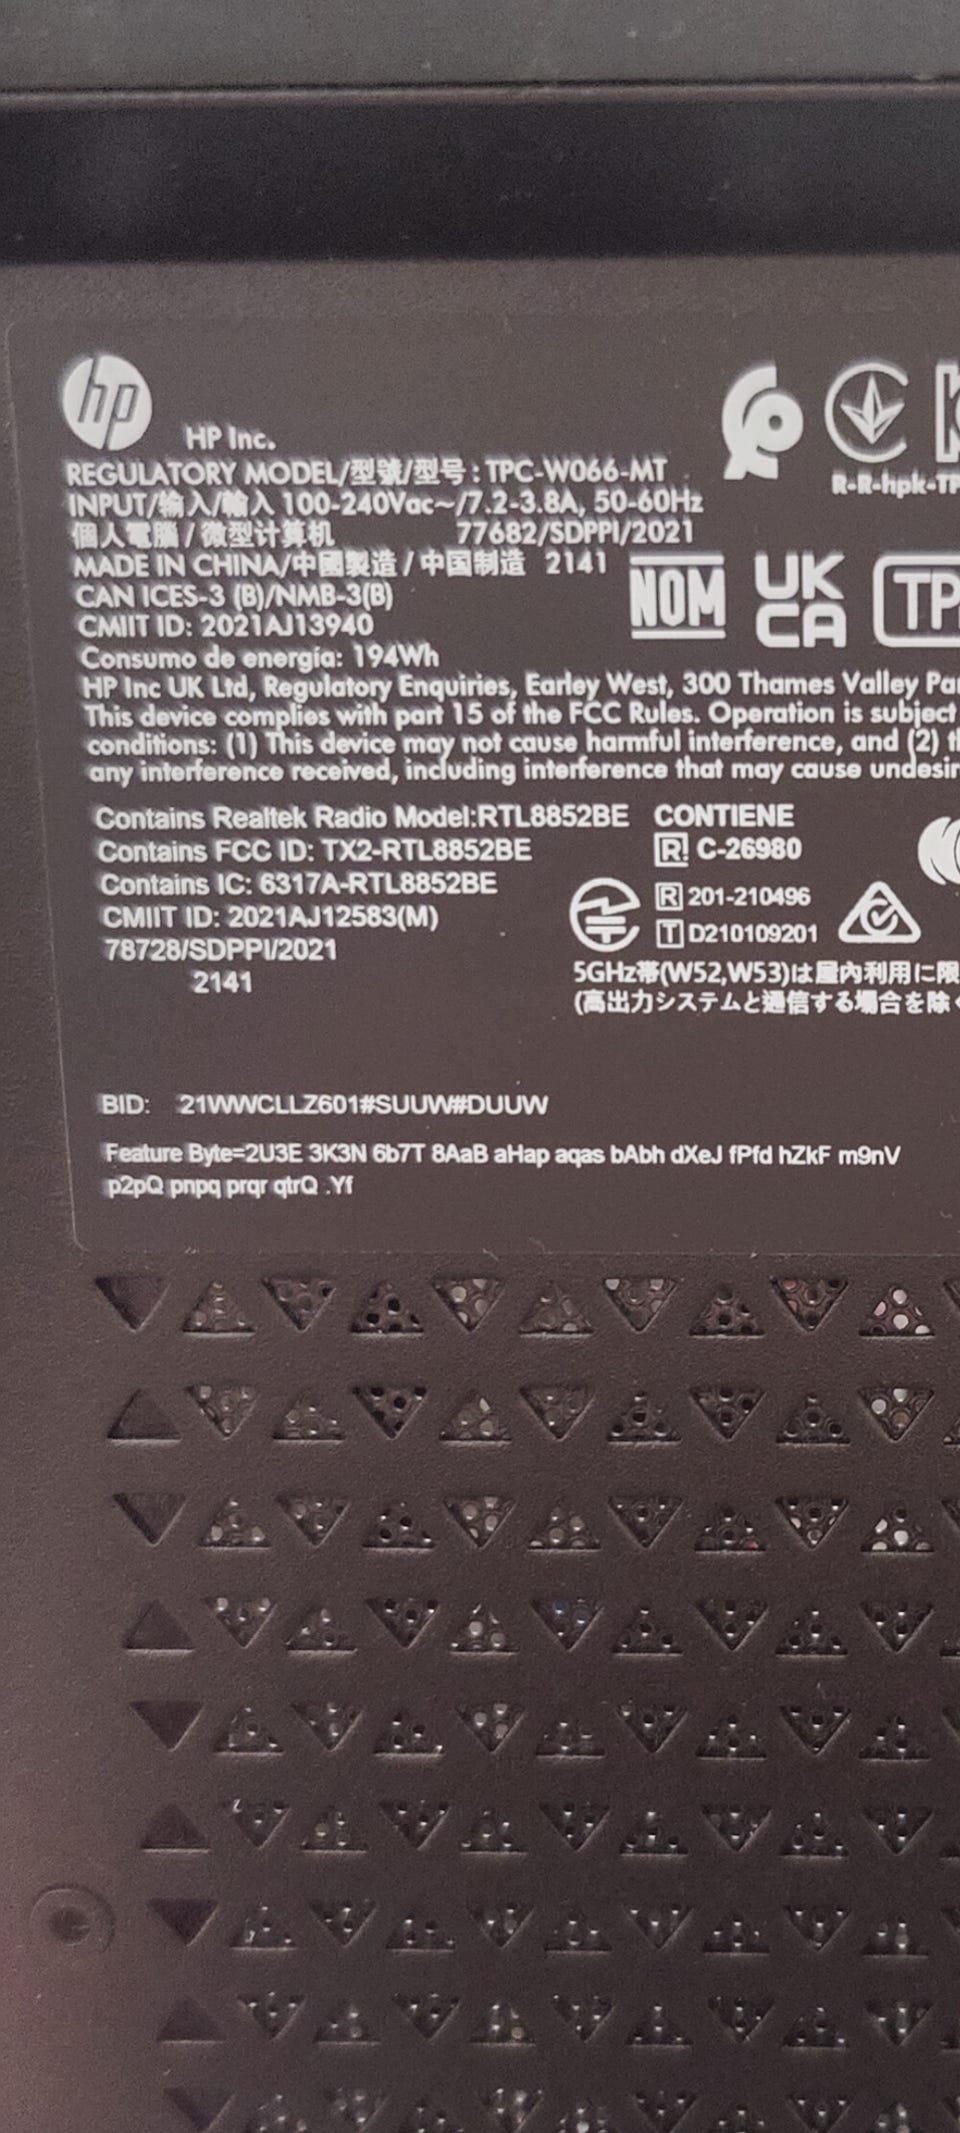 hp
HP Inc.
R-R-hpk-TP
REGULATORY MODEL/型號/型号 : TPC-W066-MT
INPUT/输入/輸入 100-240Vac~/7.2-3.8A, 50-60Hz
個人電腦 / 微型计算机 77682/SDPPI/2021
MADE IN CHINA/中國製造 / 中国制造 2141
NOM UK CA TP
CAN ICES-3 (B)/NMB-3(B)
CMIIT ID: 2021AJ13940
Consumo de energía: 194Wh
HP Inc UK Ltd, Regulatory Enquiries, Earley West, 300 Thames Valley Par
This device complies with part 15 of the FCC Rules. Operation is subject
conditions: (1) This device may not cause harmful interference, and (2) th
any interference received, including interference that may cause undesir
Contains Realtek Radio Model:RTL8852BE CONTIENE
Contains FCC ID: TX2-RTL8852BE R C-26980
Contains IC: 6317A-RTL8852BE R 201-210496
CMIIT ID: 2021AJ12583(M) T D210109201
78728/SDPPI/2021
2141
5GHz帯(W52,W53)は屋内利用に限
(高出力システムと通信する場合を除く
BID: 21WWCLLZ601#SUUW#DUUW
Feature Byte=2U3E 3K3N 6b7T 8AaB aHap aqas bAbh dXeJ fPfd hZkF m9nV
p2pQ pnpq prqr qtrQ .Yf